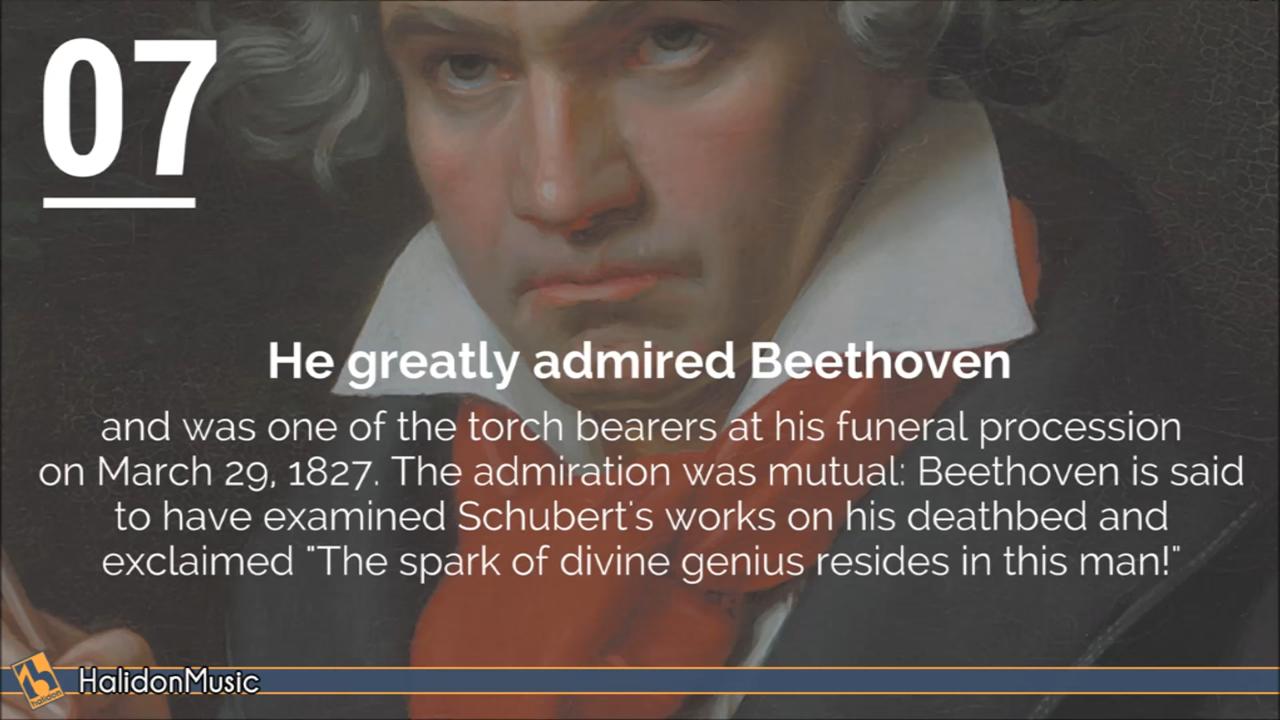 07
He greatly admired Beethoven
and was one of the torch bearers at his funeral procession
on March 29, 1827. The admiration was mutual: Beethoven is said
to have examined Schubert's works on his deathbed and
exclaimed "The spark of divine genius resides in this man!"
halidon
HalidonMusic